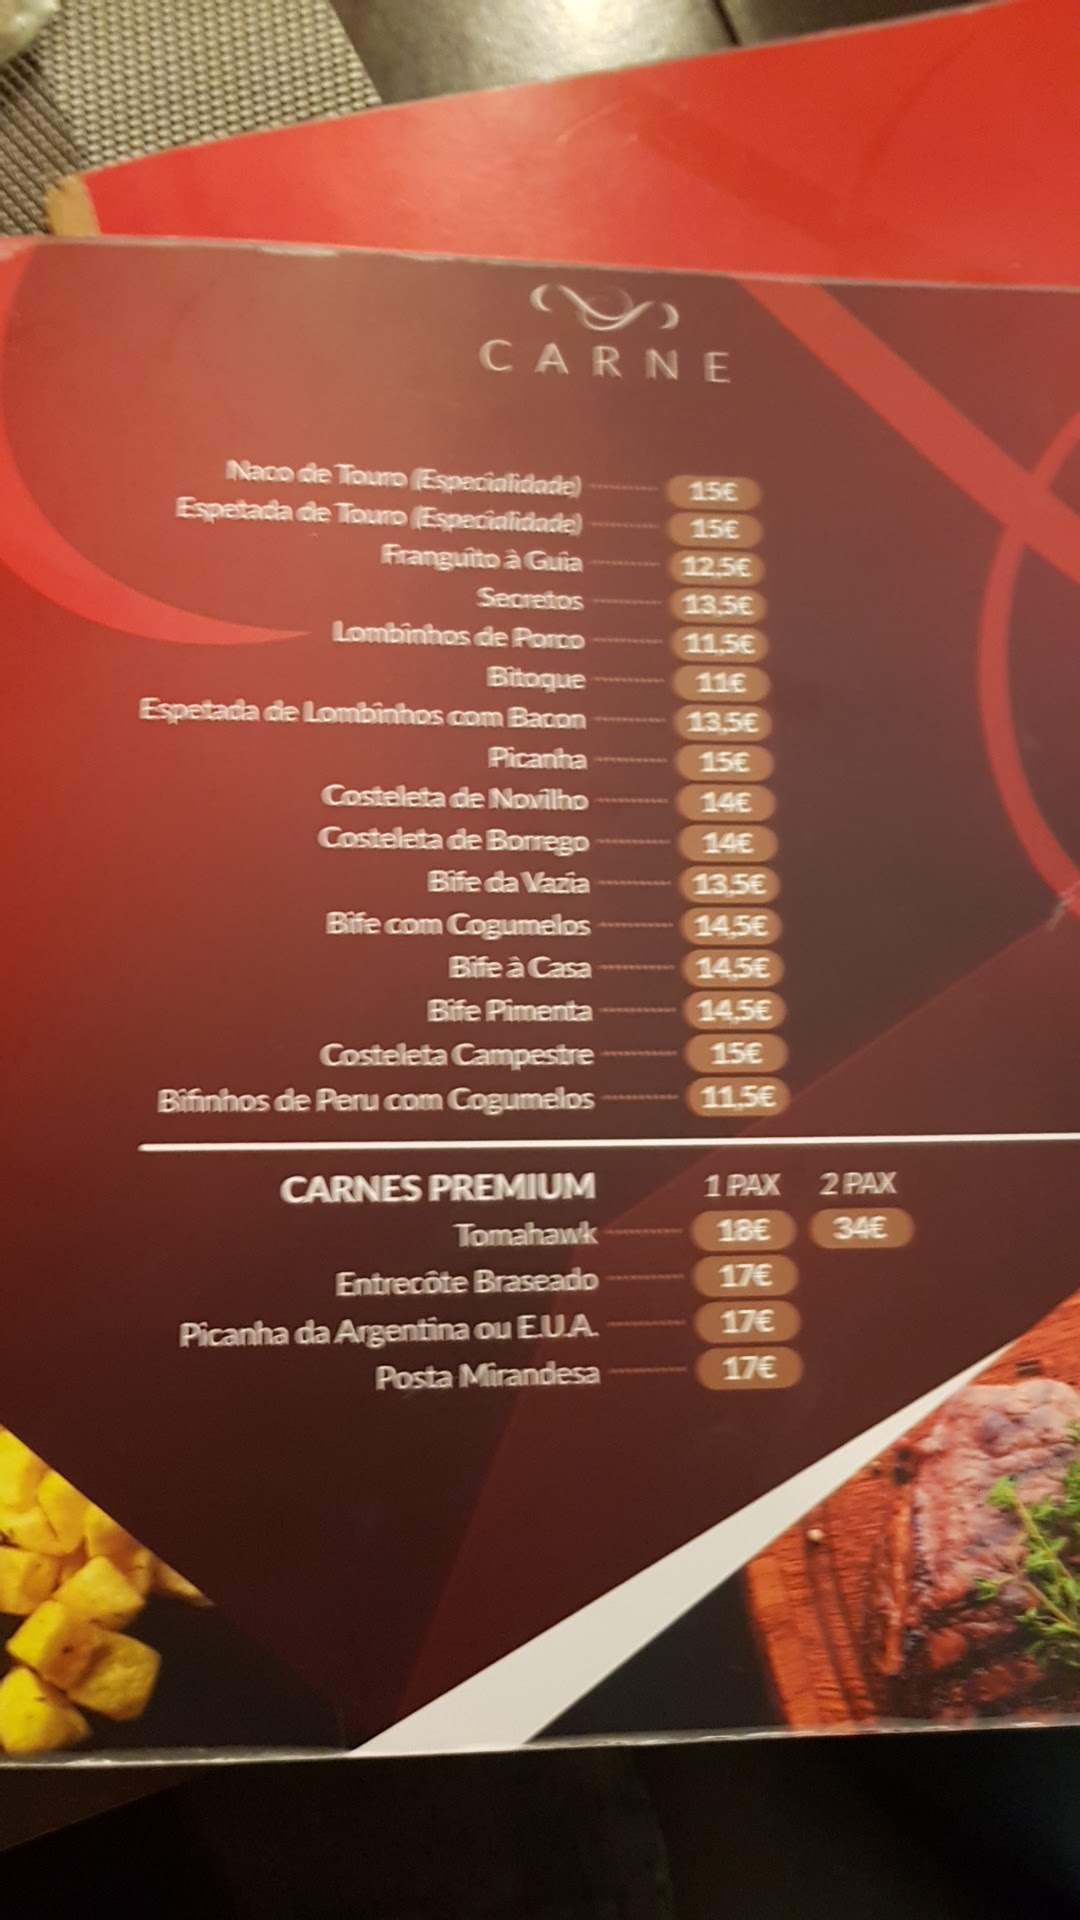 CARNE
Naco de Touro (Especialidade) 15€
Espetada de Touro (Especialidade) 15€
Franguito à Guia 12,5€
Secretos 13,5€
Lombinhos de Porco 11,5€
Bitoque 11€
Espetada de Lombinhos com Bacon 13,5€
Picanha 15€
Costeleta de Novilho 14€
Costeleta de Borrego 14€
Bife da Vazia 13,5€
Bife com Cogumelos 14,5€
Bife à Casa 14,5€
Bife Pimenta 14,5€
Costeleta Campestre 15€
Bifinhos de Peru com Cogumelos 11,5€
CARNES PREMIUM 1 PAX 2 PAX
Tomahawk 18€ 34€
Entrecôte Braseado 17€
Picanha da Argentina ou E.U.A. 17€
Posta Mirandesa 17€